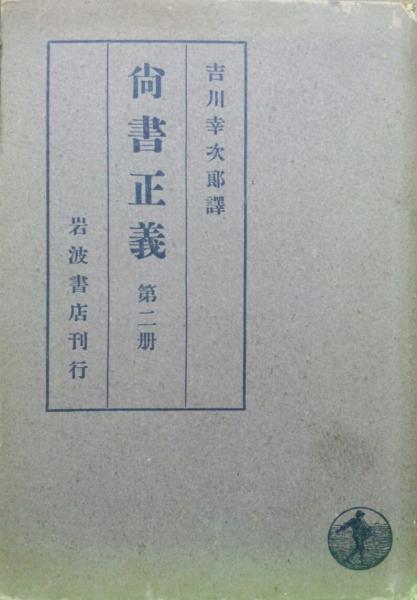 吉川幸次郎譯
尙書正義 第二册
岩波書店刊行